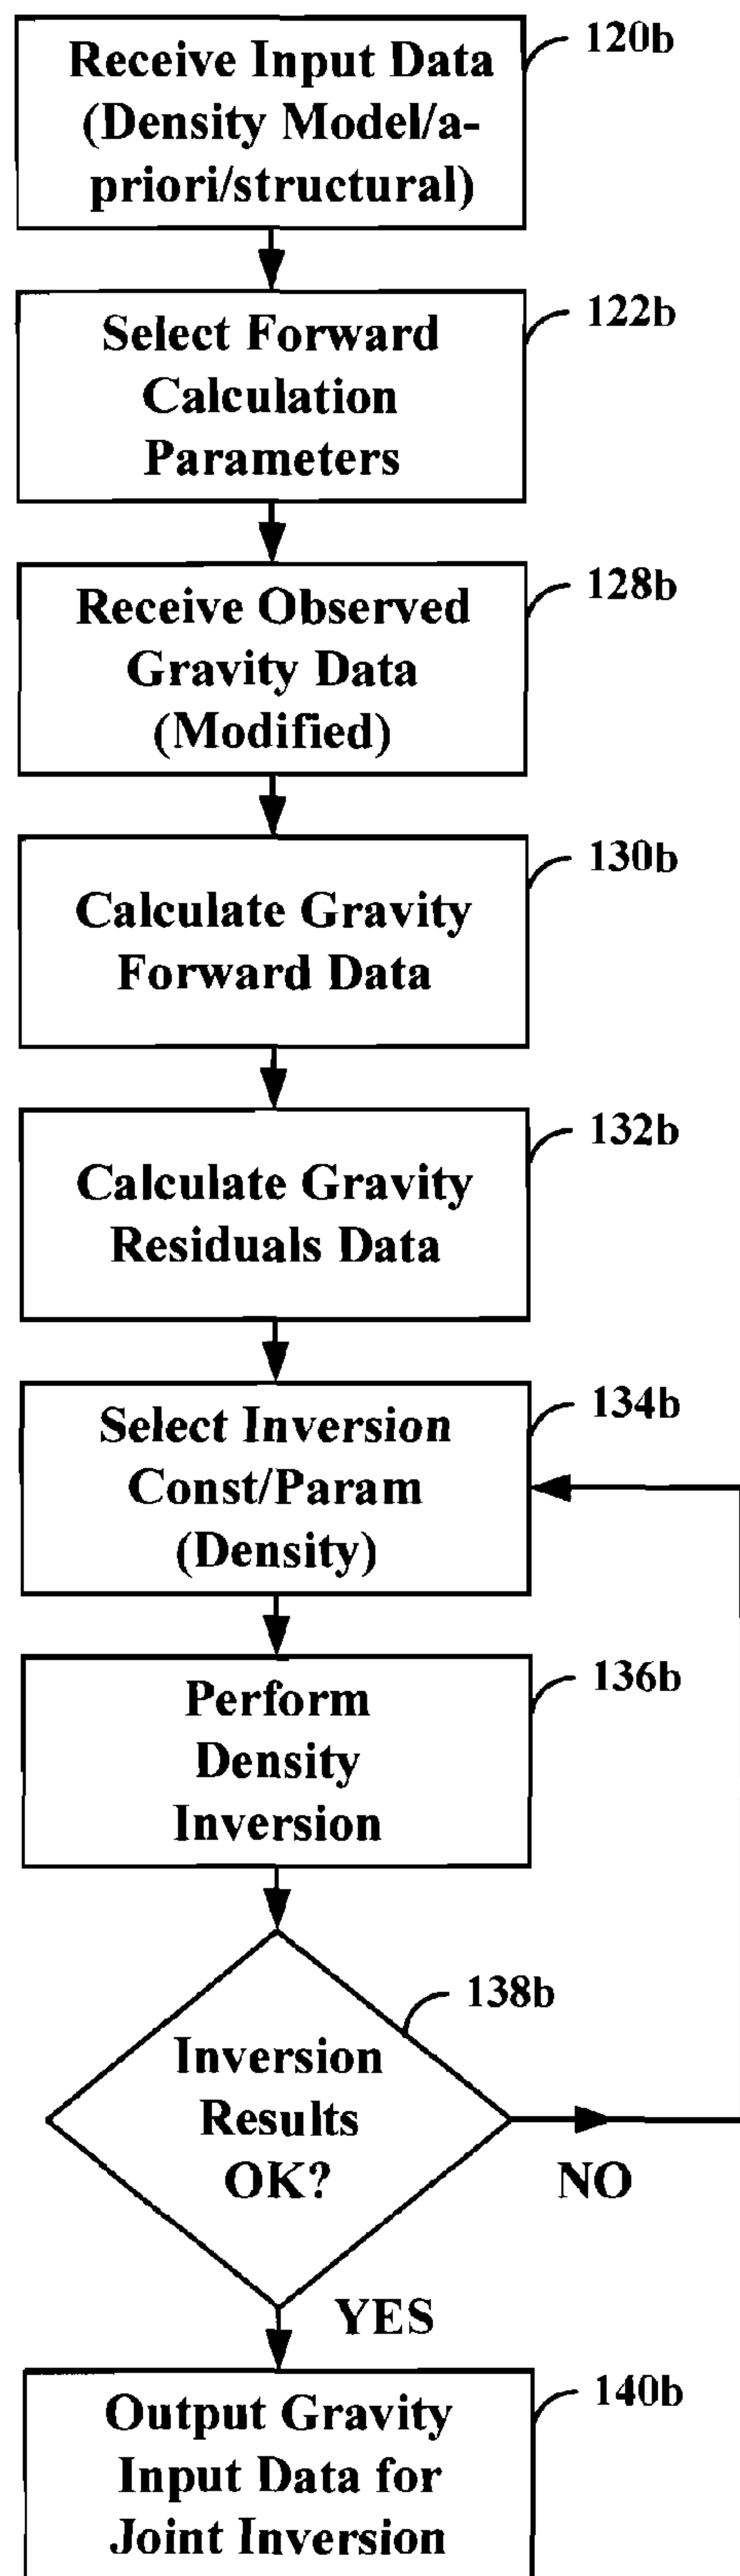 Receive Input Data
(Density Model/a-
priori/structural)
120b
Select Forward
Calculation
Parameters
122b
Receive Observed
Gravity Data
(Modified)
128b
Calculate Gravity
Forward Data
130b
Calculate Gravity
Residuals Data
132b
Select Inversion
Const/Param
(Density)
134b
Perform
Density
Inversion
136b
Inversion
Results
OK?
138b
NO
YES
Output Gravity
Input Data for
Joint Inversion
140b